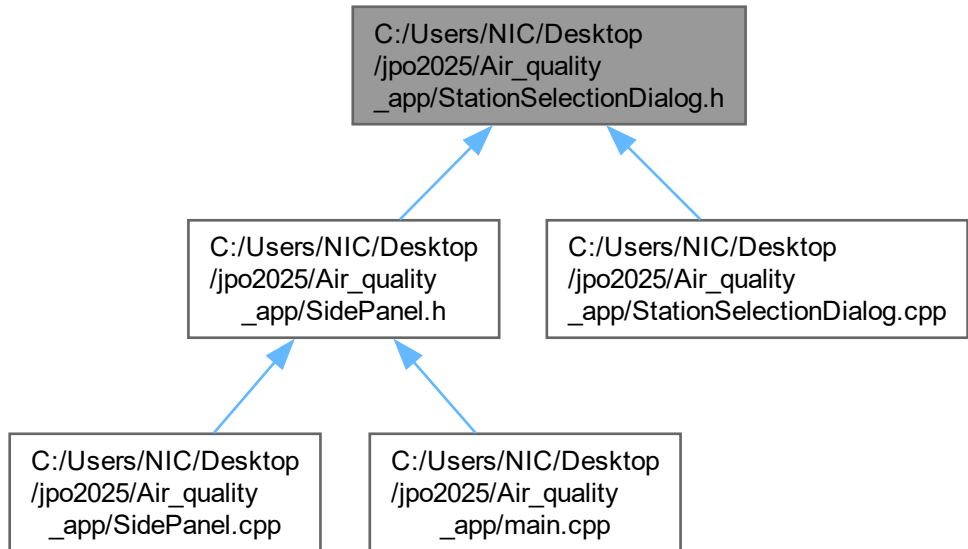 C:/Users/NIC/Desktop
/jpo2025/Air_quality
_app/StationSelectionDialog.h
C:/Users/NIC/Desktop
/jpo2025/Air_quality
_app/SidePanel.h
C:/Users/NIC/Desktop
/jpo2025/Air_quality
_app/StationSelectionDialog.cpp
C:/Users/NIC/Desktop
/jpo2025/Air_quality
_app/SidePanel.cpp
C:/Users/NIC/Desktop
/jpo2025/Air_quality
_app/main.cpp